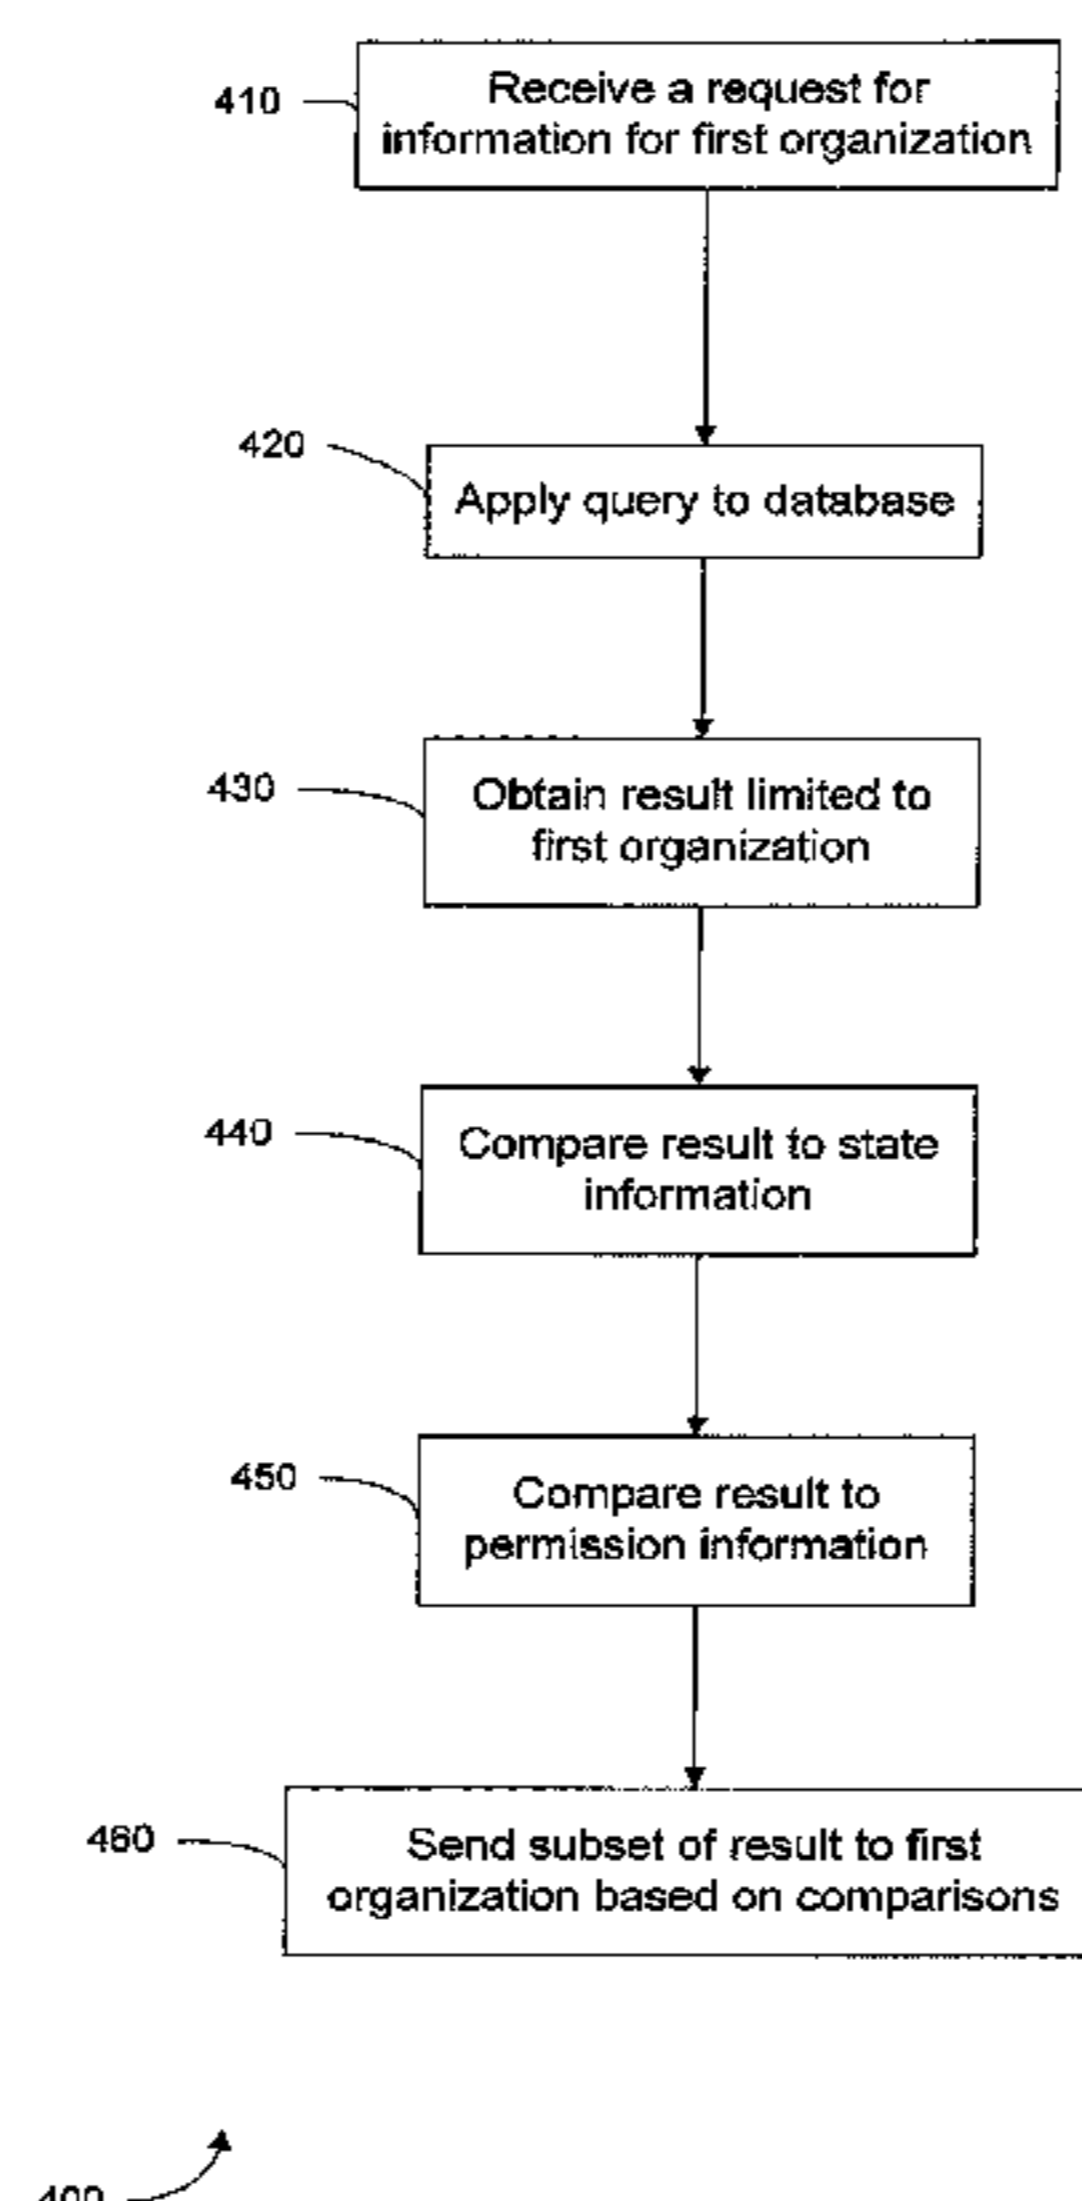 410
Receive a request for
information for first organization
420
Apply query to database
430
Obtain result limited to
first organization
440
Compare result to state
information
450
Compare result to
permission information
460
Send subset of result to first
organization based on comparisons
400